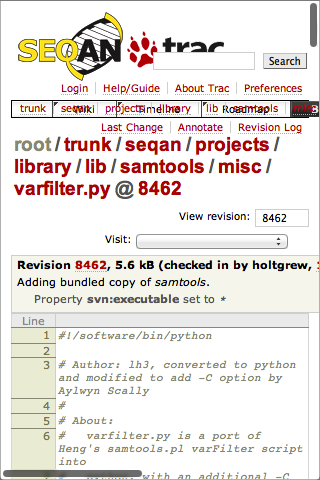 SEQAN trac
Search
Login Help/Guide About Trac Preferences
trunk seqan projects library lib samtools
Wiki Timeline Roadmap
Last Change Annotate Revision Log
root / trunk / seqan / projects /
library / lib / samtools / misc /
varfilter.py @ 8462
View revision: 8462
Visit:
Revision 8462, 5.6 kB (checked in by holtgrew,
Adding bundled copy of samtools.
Property svn:executable set to *
Line
1 #!/software/bin/python
2
3 # Author: lh3, converted to python
and modified to add -C option by
Aylwyn Scally
4 #
5 # About:
6 # varfilter.py is a port of
Heng's samtools.pl varFilter script
into
7 # python, with an additional -C